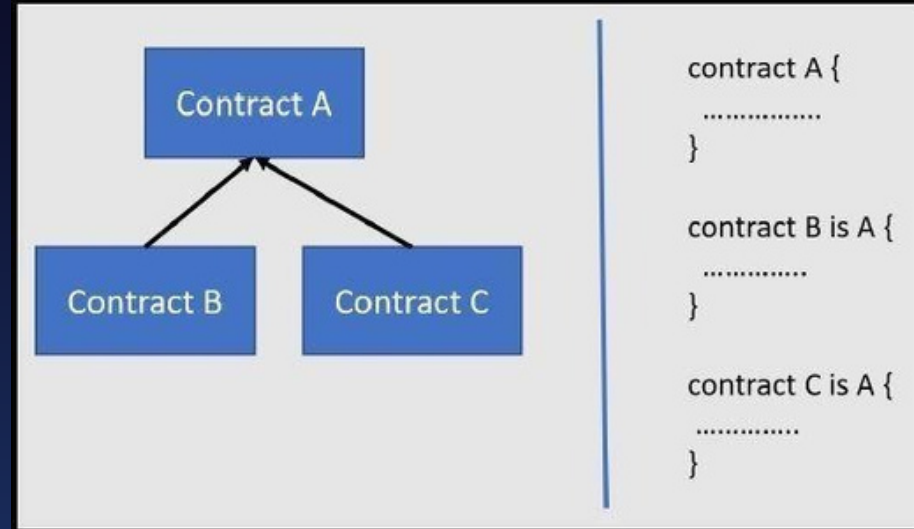 Contract A
Contract B
Contract C
contract A {
................
}
contract B is A {
..............
}
contract C is A {
..............
}